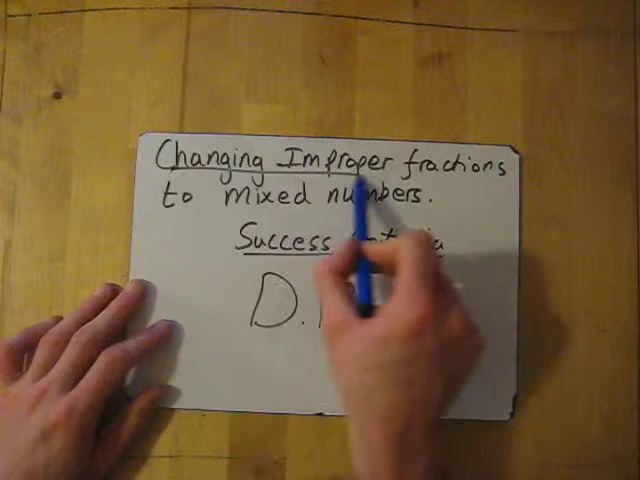 Changing Improper fractions
to mixed numbers.
Success
D.